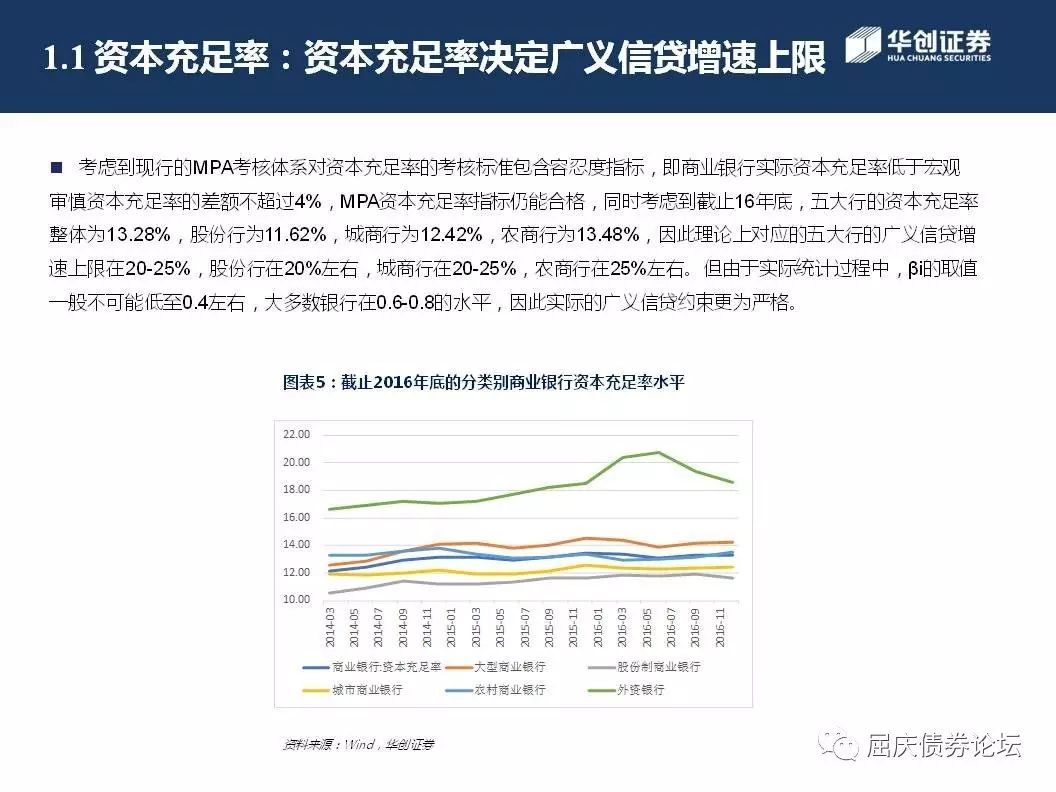 1.1 资本充足率：资本充足率决定广义信贷增速上限
华创证券
HUA CHUANG SECURITIES
■ 考虑到现行的MPA考核体系对资本充足率的考核标准包含容忍度指标，即商业银行实际资本充足率低于宏观
审慎资本充足率的差额不超过4%，MPA资本充足率指标仍能合格，同时考虑到截止16年底，五大行的资本充足率
整体为13.28%，股份行为11.62%，城商行为12.42%，农商行为13.48%，因此理论上对应的五大行的广义信贷增
速上限在20-25%，股份行在20%左右，城商行在20-25%，农商行在25%左右。但由于实际统计过程中，βi的取值
一般不可能低至0.4左右，大多数银行在0.6-0.8的水平，因此实际的广义信贷约束更为严格。
图表5：截止2016年底的分类别商业银行资本充足率水平
22.00
20.00
18.00
16.00
14.00
12.00
10.00
2014-03 2014-05 2014-07 2014-09 2014-11 2015-01 2015-03 2015-05 2015-07 2015-09 2015-11 2016-01 2016-03 2016-05 2016-07 2016-09 2016-11
商业银行:资本充足率 大型商业银行 股份制商业银行
城市商业银行 农村商业银行 外资银行
资料来源：Wind，华创证券
屈庆债券论坛